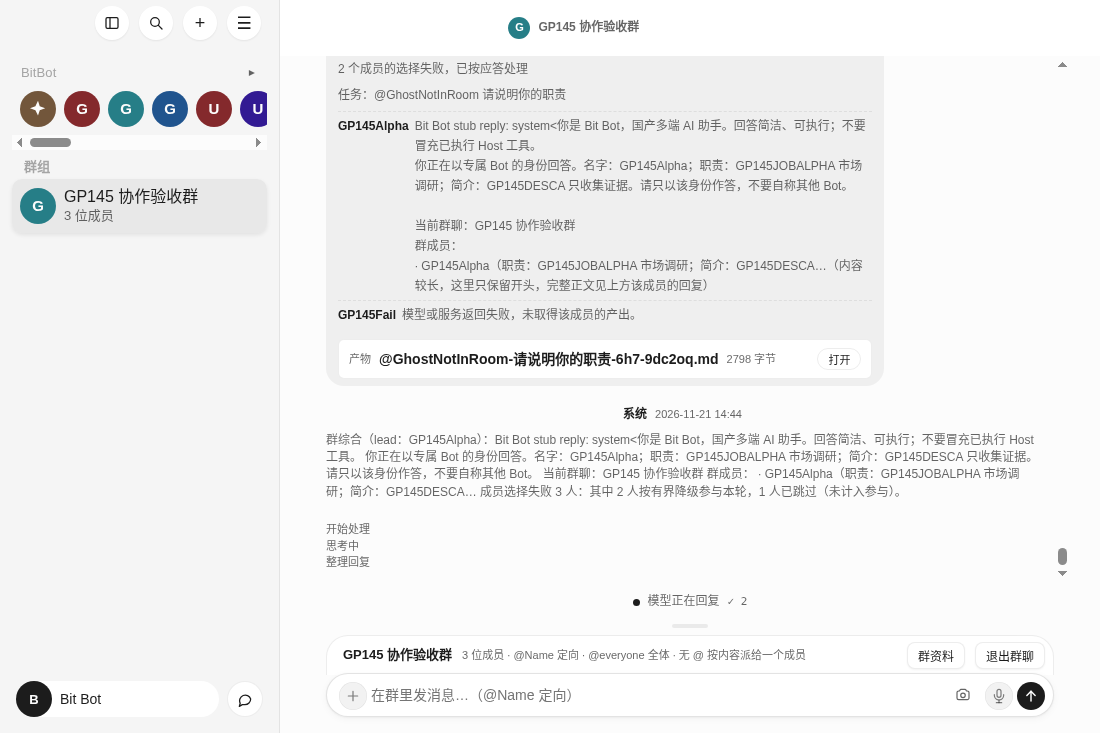 BitBot
G
G
G
U
U
群组
G
GP145 协作验收群
3 位成员
B
Bit Bot
G
GP145 协作验收群
2 个成员的选择失败，已按应答处理
任务：@GhostNotInRoom 请说明你的职责
GP145Alpha Bit Bot stub reply: system<你是 Bit Bot，国产多端 AI 助手。回答简洁、可执行；不要
冒充已执行 Host 工具。
你正在以专属 Bot 的身份回答。名字：GP145Alpha；职责：GP145JOBALPHA 市场
调研；简介：GP145DESCA 只收集证据。请只以该身份作答，不要自称其他 Bot。
当前群聊：GP145 协作验收群
群成员：
· GP145Alpha（职责：GP145JOBALPHA 市场调研；简介：GP145DESCA…（内容
较长，这里只保留开头，完整正文见上方该成员的回复）
GP145Fail 模型或服务返回失败，未取得该成员的产出。
产物 @GhostNotInRoom-请说明你的职责-6h7-9dc2oq.md 2798 字节 打开
系统 2026-11-21 14:44
群综合（lead：GP145Alpha）：Bit Bot stub reply: system<你是 Bit Bot，国产多端 AI 助手。回答简洁、可执行；不要冒充已执行 Host
工具。 你正在以专属 Bot 的身份回答。名字：GP145Alpha；职责：GP145JOBALPHA 市场调研；简介：GP145DESCA 只收集证据。
请只以该身份作答，不要自称其他 Bot。 当前群聊：GP145 协作验收群 群成员： · GP145Alpha（职责：GP145JOBALPHA 市场调
研；简介：GP145DESCA… 成员选择失败 3 人：其中 2 人按有界降级参与本轮，1 人已跳过（未计入参与）。
开始处理
思考中
整理回复
模型正在回复 ✓ 2
GP145 协作验收群 3 位成员 · @Name 定向 · @everyone 全体 · 无 @ 按内容派给一个成员 群资料 退出群聊
在群里发消息…（@Name 定向）